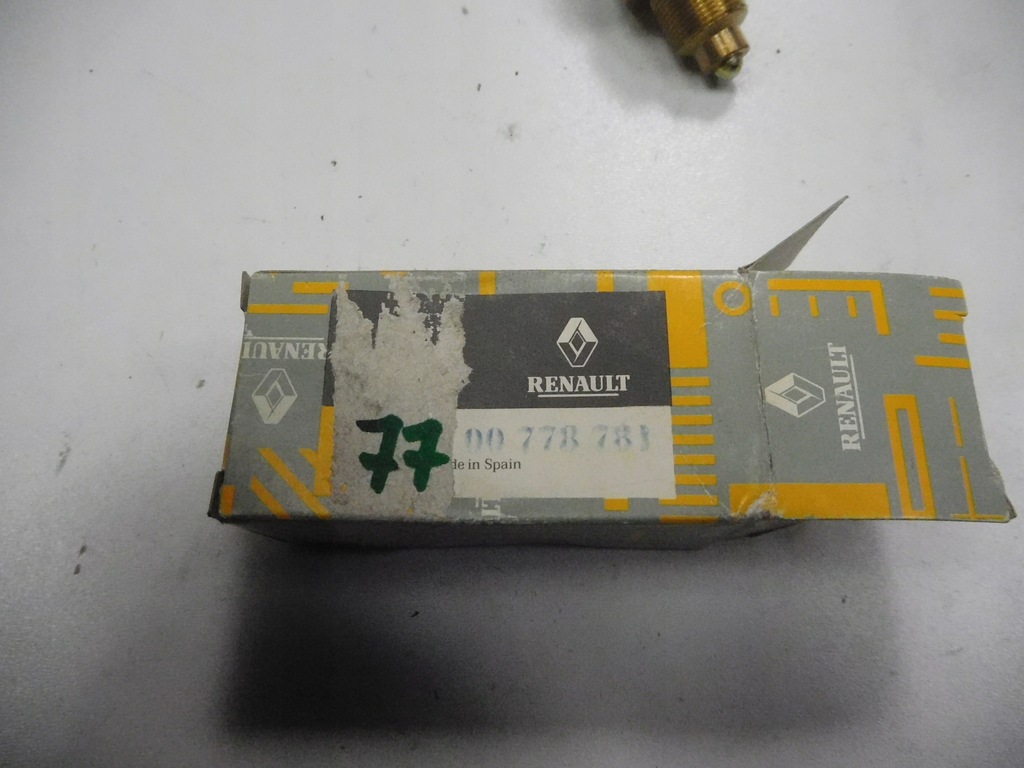 RENAULT
RENAULT
RENAULT
77 00 778 781
de in Spain